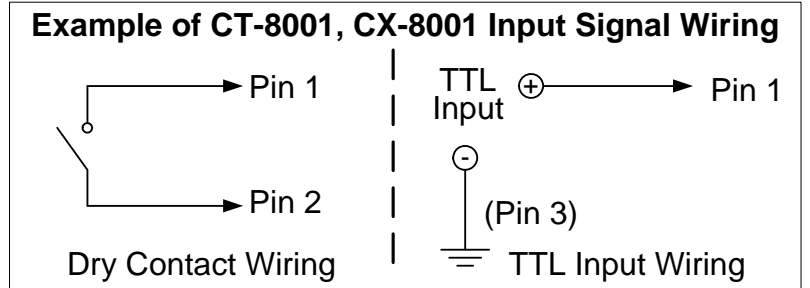 Example of CT-8001, CX-8001 Input Signal Wiring
Pin 1
Pin 2
Dry Contact Wiring
TTL
Input
+
Pin 1
-
(Pin 3)
TTL Input Wiring